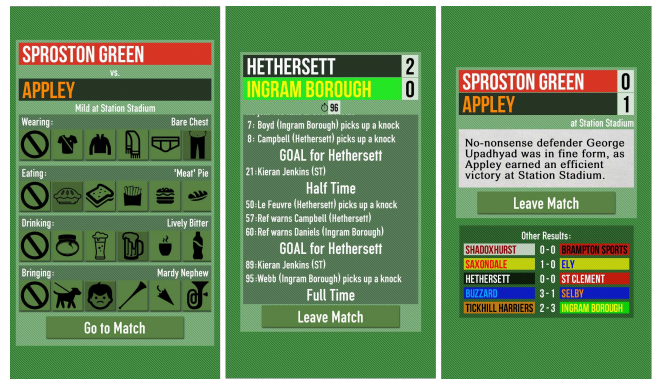 SPROSTON GREEN
vs.
APPLEY
Mild at Station Stadium
Wearing: Bare Chest
Eating: 'Meat' Pie
Drinking: Lively Bitter
Bringing: Mardy Nephew
Go to Match
HETHERSETT 2
INGRAM BOROUGH 0
96
7: Boyd (Ingram Borough) picks up a knock
8: Campbell (Hethersett) picks up a knock
GOAL for Hethersett
21:Kieran Jenkins (ST)
Half Time
50:Le Feuvre (Hethersett) picks up a knock
57:Ref warns Campbell (Hethersett)
60:Ref warns Daniels (Ingram Borough)
GOAL for Hethersett
89:Kieran Jenkins (ST)
95:Webb (Ingram Borough) picks up a knock
Full Time
Leave Match
SPROSTON GREEN 0
APPLEY 1
at Station Stadium
No-nonsense defender George
Upadhyad was in fine form, as
Appley earned an efficient
victory at Station Stadium.
Leave Match
Other Results:
SHADOXHURST 0-0 BRAMPTON SPORTS
SAXONDALE 1-0 ELY
HETHERSETT 0-0 ST CLEMENT
BUZZARD 3-1 SELBY
TICKHILL HARRIERS 2-3 INGRAM BOROUGH